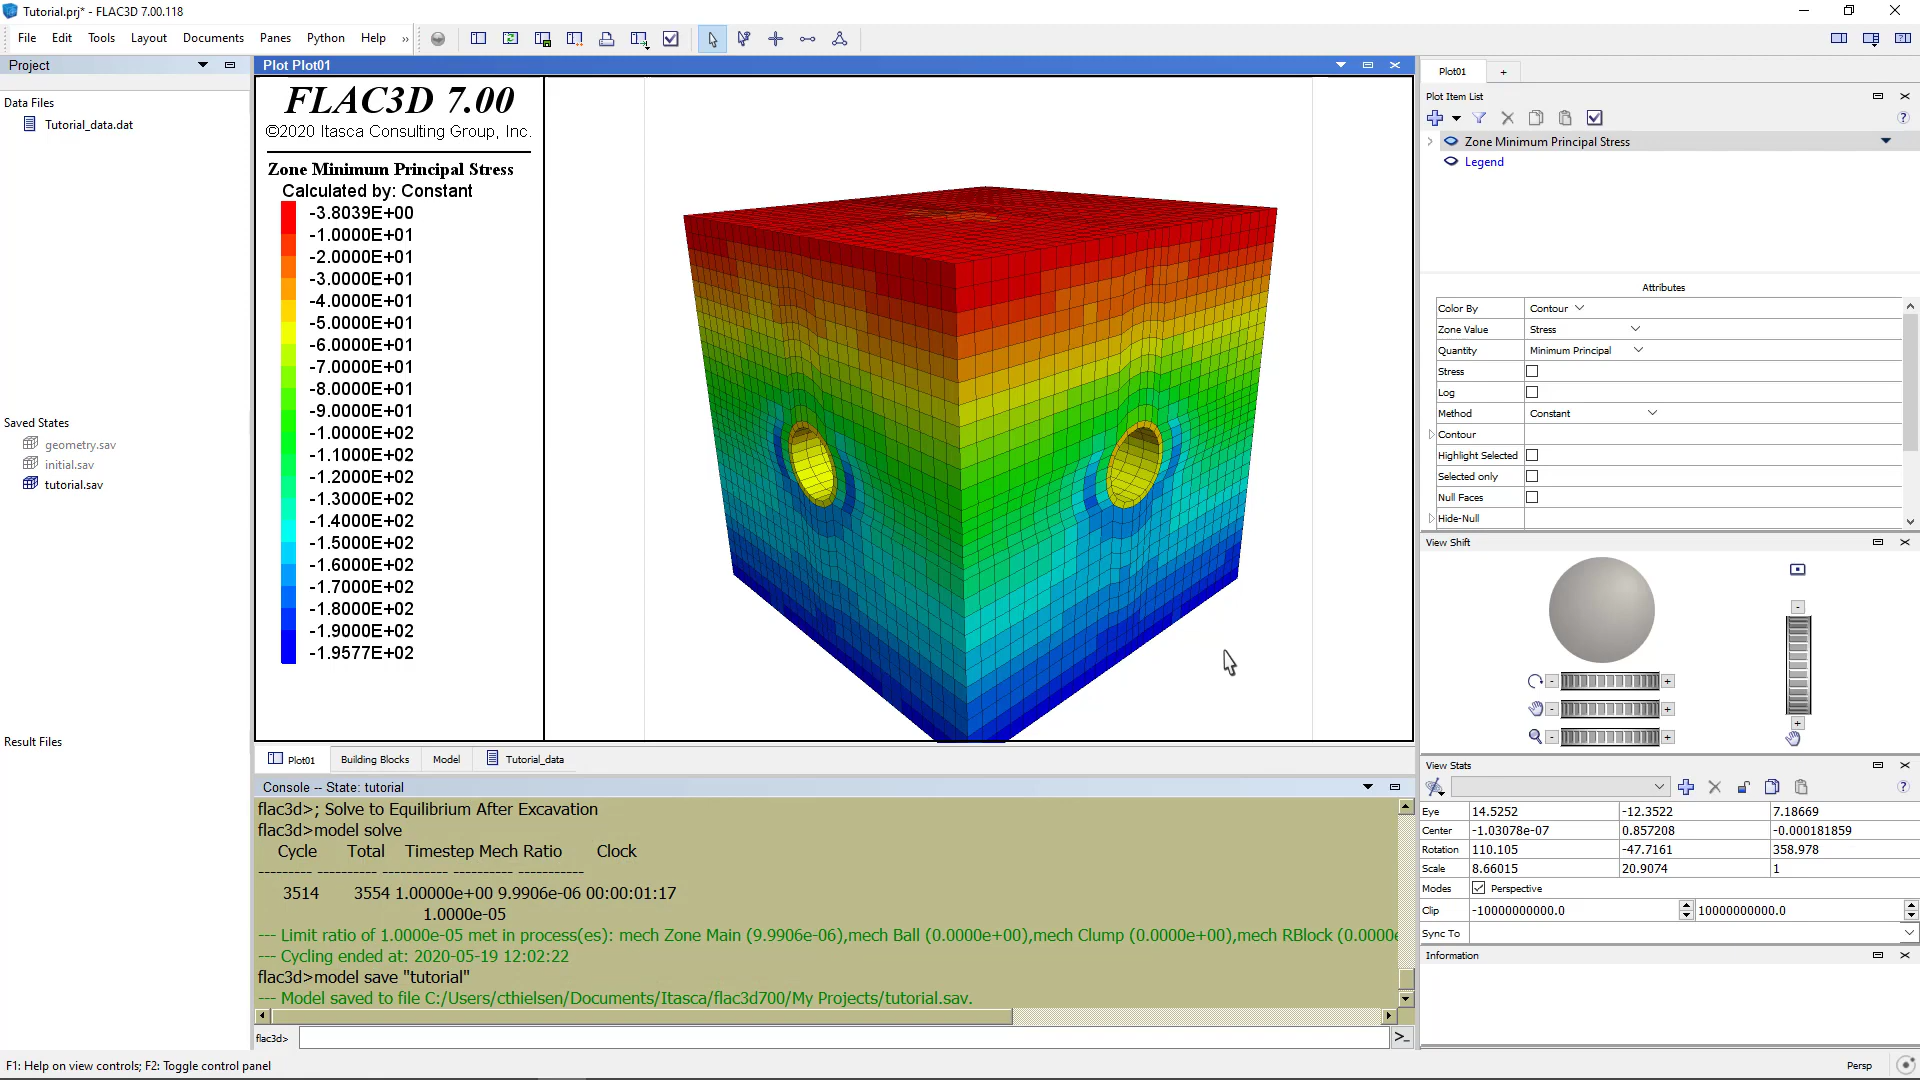 Tutorial.prj* - FLAC3D 7.00.118
File Edit Tools Layout Documents Panes Python Help »
Project
Data Files
Tutorial_data.dat
Saved States
geometry.sav
initial.sav
tutorial.sav
Result Files
Plot Plot01
FLAC3D 7.00
©2020 Itasca Consulting Group, Inc.
Zone Minimum Principal Stress
Calculated by: Constant
-3.8039E+00
-1.0000E+01
-2.0000E+01
-3.0000E+01
-4.0000E+01
-5.0000E+01
-6.0000E+01
-7.0000E+01
-8.0000E+01
-9.0000E+01
-1.0000E+02
-1.1000E+02
-1.2000E+02
-1.3000E+02
-1.4000E+02
-1.5000E+02
-1.6000E+02
-1.7000E+02
-1.8000E+02
-1.9000E+02
-1.9577E+02
Plot01 Building Blocks Model Tutorial_data
Console -- State: tutorial
flac3d>; Solve to Equilibrium After Excavation
flac3d>model solve
Cycle Total Timestep Mech Ratio Clock
--------- ---------- ----------- ---------- -----------
3514 3554 1.00000e+00 9.9906e-06 00:00:01:17
1.0000e-05
--- Limit ratio of 1.0000e-05 met in process(es): mech Zone Main (9.9906e-06),mech Ball (0.0000e+00),mech Clump (0.0000e+00),mech RBlock (0.0000e
--- Cycling ended at: 2020-05-19 12:02:22
flac3d>model save "tutorial"
--- Model saved to file C:/Users/cthielsen/Documents/Itasca/flac3d700/My Projects/tutorial.sav.
flac3d>
>_
F1: Help on view controls; F2: Toggle control panel
Plot01 +
Plot Item List
Zone Minimum Principal Stress
Legend
Attributes
Color By Contour
Zone Value Stress
Quantity Minimum Principal
Stress
Log
Method Constant
Contour
Highlight Selected
Selected only
Null Faces
Hide-Null
View Shift
- +
- +
- +
-
+
View Stats
Eye 14.5252 -12.3522 7.18669
Center -1.03078e-07 0.857208 -0.000181859
Rotation 110.105 -47.7161 358.978
Scale 8.66015 20.9074 1
Modes Perspective
Clip -10000000000.0 10000000000.0
Sync To
Information
Persp